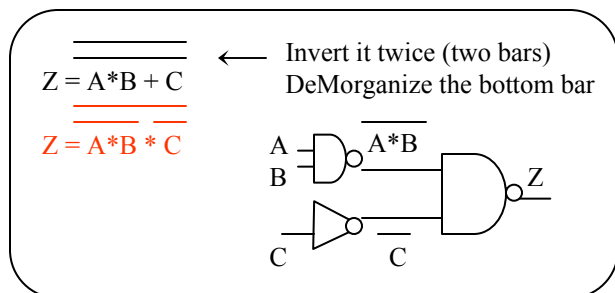 Invert it twice (two bars)
Z = A*B + C
DeMorganize the bottom bar
Z = A*B * C
A*B
A
B
Z
C
C